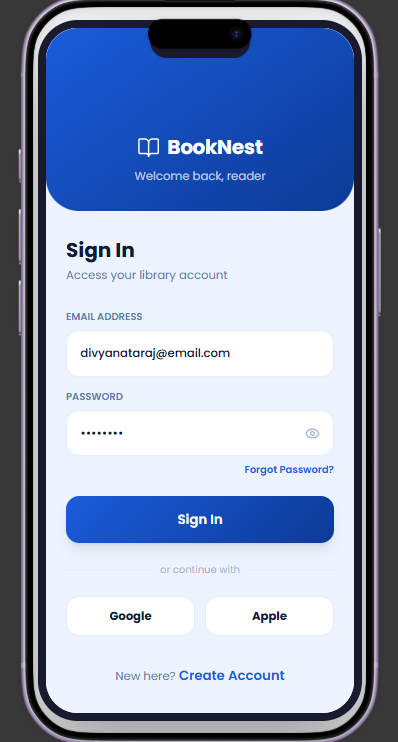 BookNest
Welcome back, reader
Sign In
Access your library account
EMAIL ADDRESS
divyanataraj@email.com
PASSWORD
••••••••
Forgot Password?
Sign In
or continue with
Google
Apple
New here? Create Account